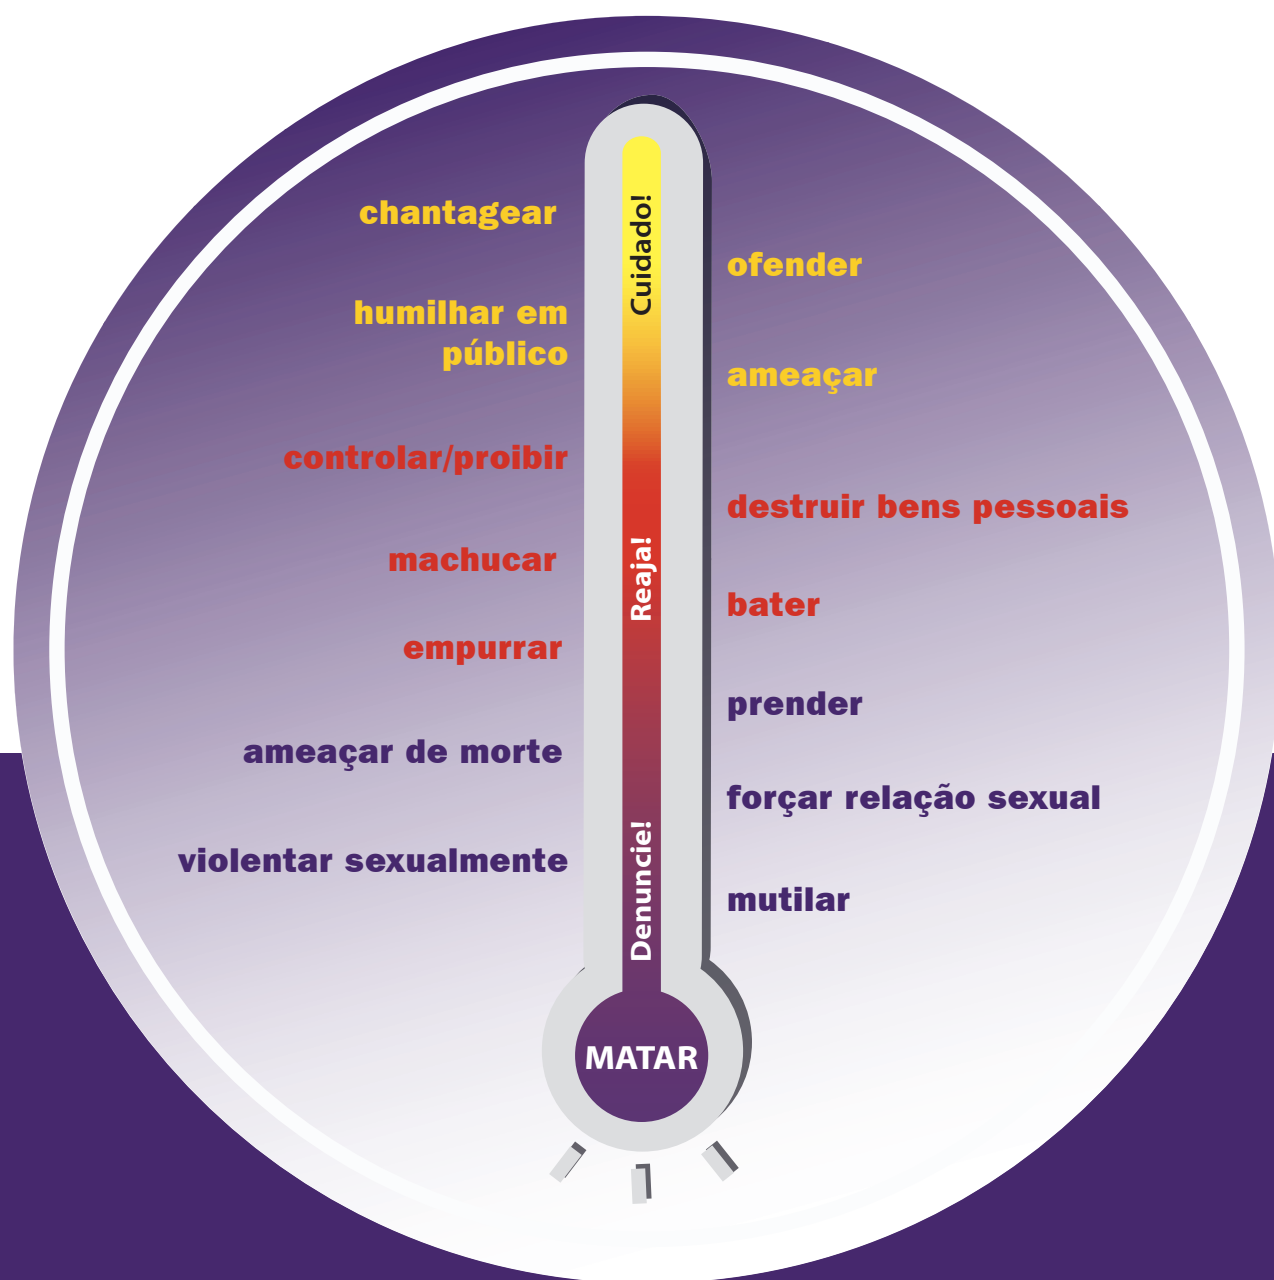 chantagear
Cuidado!
ofender
humilhar em
público
ameaçar
controlar/proibir
destruir bens pessoais
machucar
Reaja!
bater
empurrar
prender
ameaçar de morte
forçar relação sexual
violentar sexualmente
Denuncie!
mutilar
MATAR